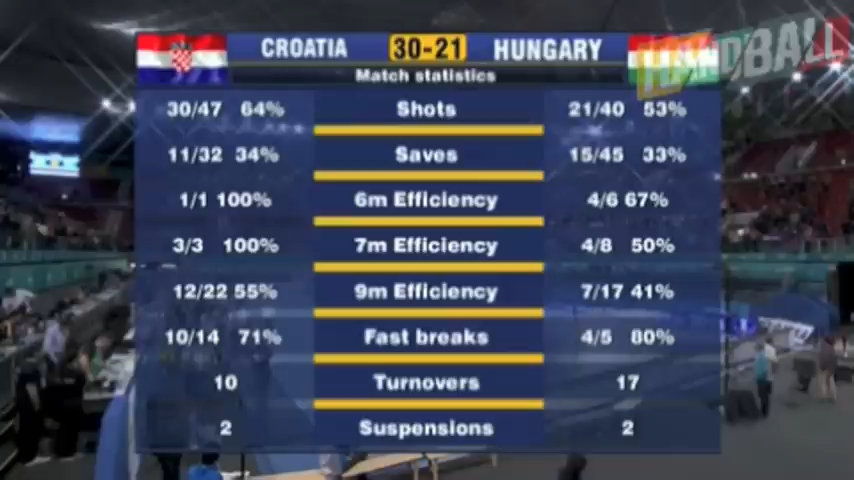 HANDBALL
CROATIA 30-21 HUNGARY
Match statistics
30/47 64% Shots 21/40 53%
11/32 34% Saves 15/45 33%
1/1 100% 6m Efficiency 4/6 67%
3/3 100% 7m Efficiency 4/8 50%
12/22 55% 9m Efficiency 7/17 41%
10/14 71% Fast breaks 4/5 80%
10 Turnovers 17
2 Suspensions 2